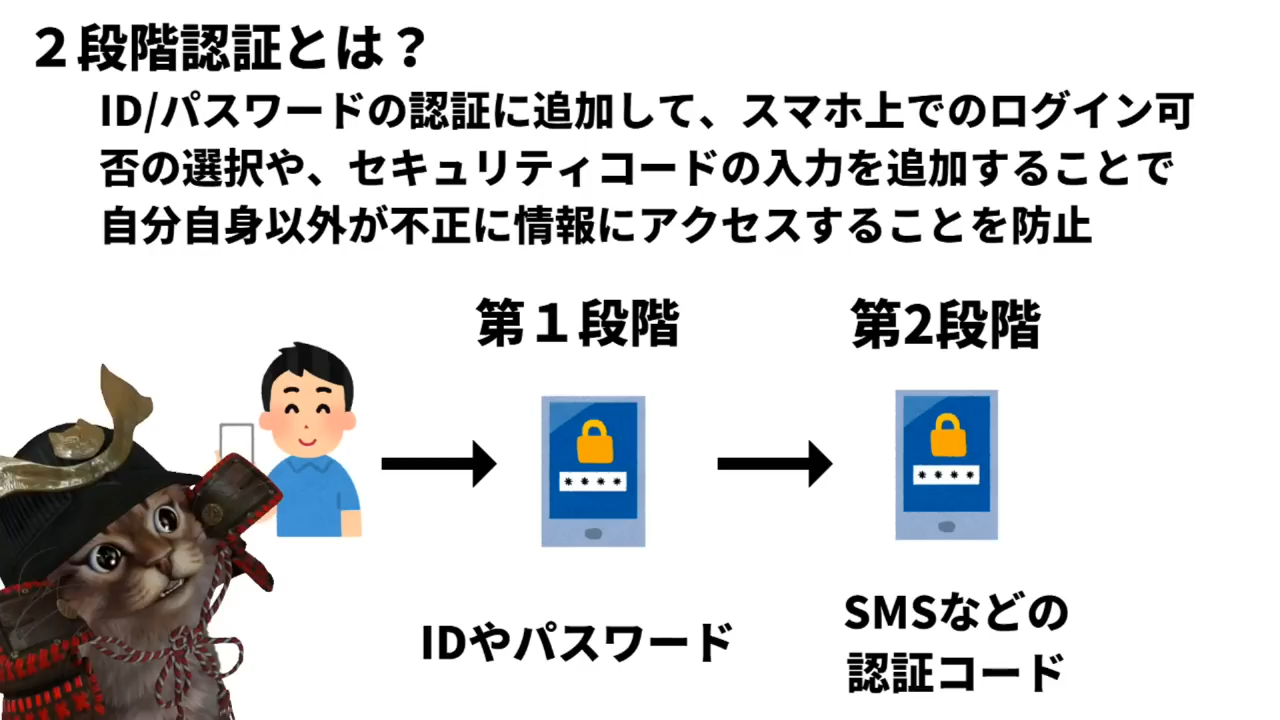 ２段階認証とは？
ID/パスワードの認証に追加して、スマホ上でのログイン可
否の選択や、セキュリティコードの入力を追加することで
自分自身以外が不正に情報にアクセスすることを防止
第１段階
第2段階
＊＊＊＊
＊＊＊＊
IDやパスワード
SMSなどの
認証コード